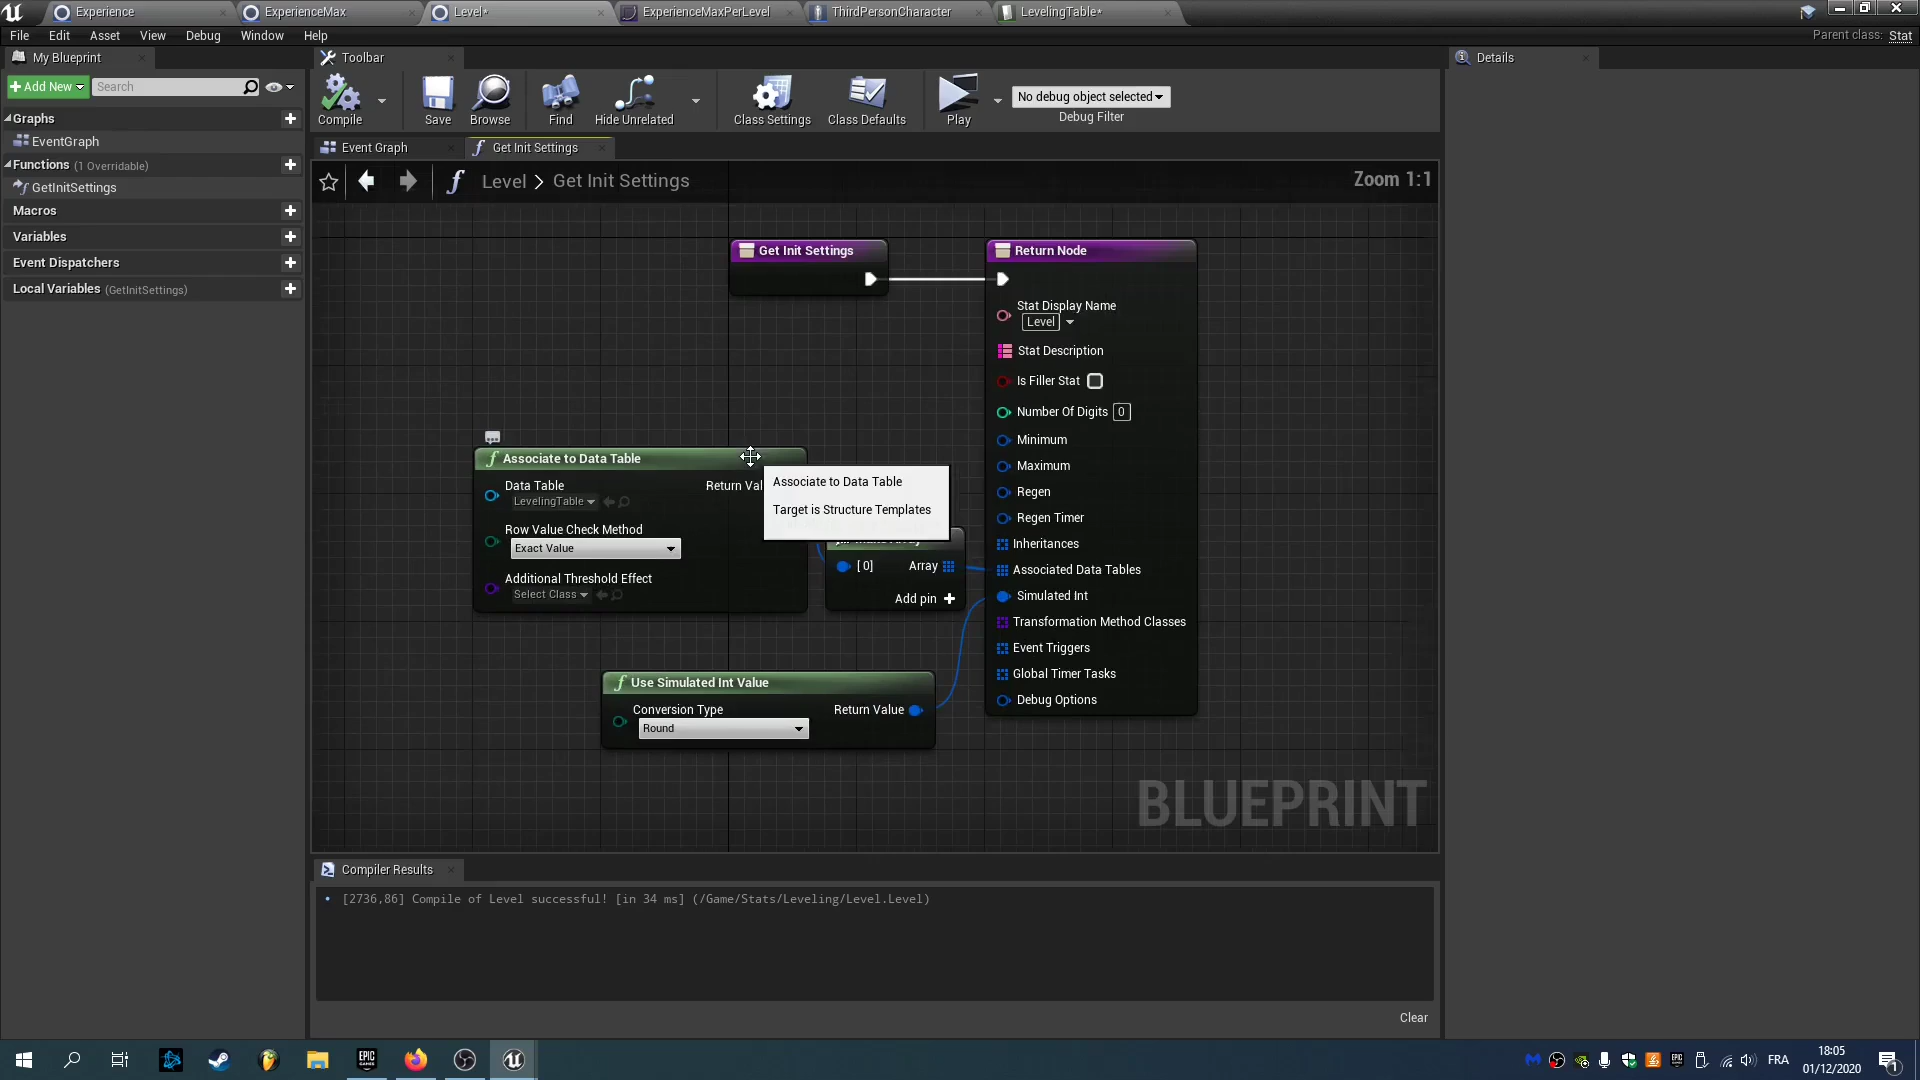 Experience
ExperienceMax
Level*
ExperienceMaxPerLevel
ThirdPersonCharacter
LevelingTable*
File
Edit
Asset
View
Debug
Window
Help
Parent class: Stat
My Blueprint
Add New
Search
Graphs
EventGraph
Functions (1 Overridable)
GetInitSettings
Macros
Variables
Event Dispatchers
Local Variables (GetInitSettings)
Toolbar
Compile
Save
Browse
Find
Hide Unrelated
Class Settings
Class Defaults
Play
No debug object selected
Debug Filter
Event Graph
Get Init Settings
Level > Get Init Settings
Zoom 1:1
Get Init Settings
Return Node
Stat Display Name
Level
Stat Description
Is Filler Stat
Number Of Digits 0
Minimum
Maximum
Regen
Regen Timer
Inheritances
Associated Data Tables
Simulated Int
Transformation Method Classes
Event Triggers
Global Timer Tasks
Debug Options
Associate to Data Table
Data Table
LevelingTable
Return Val
Row Value Check Method
Exact Value
Additional Threshold Effect
Select Class
Associate to Data Table
Target is Structure Templates
[0]
Array
Add pin
Use Simulated Int Value
Conversion Type
Round
Return Value
BLUEPRINT
Compiler Results
[2736,86] Compile of Level successful! [in 34 ms] (/Game/Stats/Leveling/Level.Level)
Clear
Details
EPIC
GAMES
FRA
18:05
01/12/2020
1